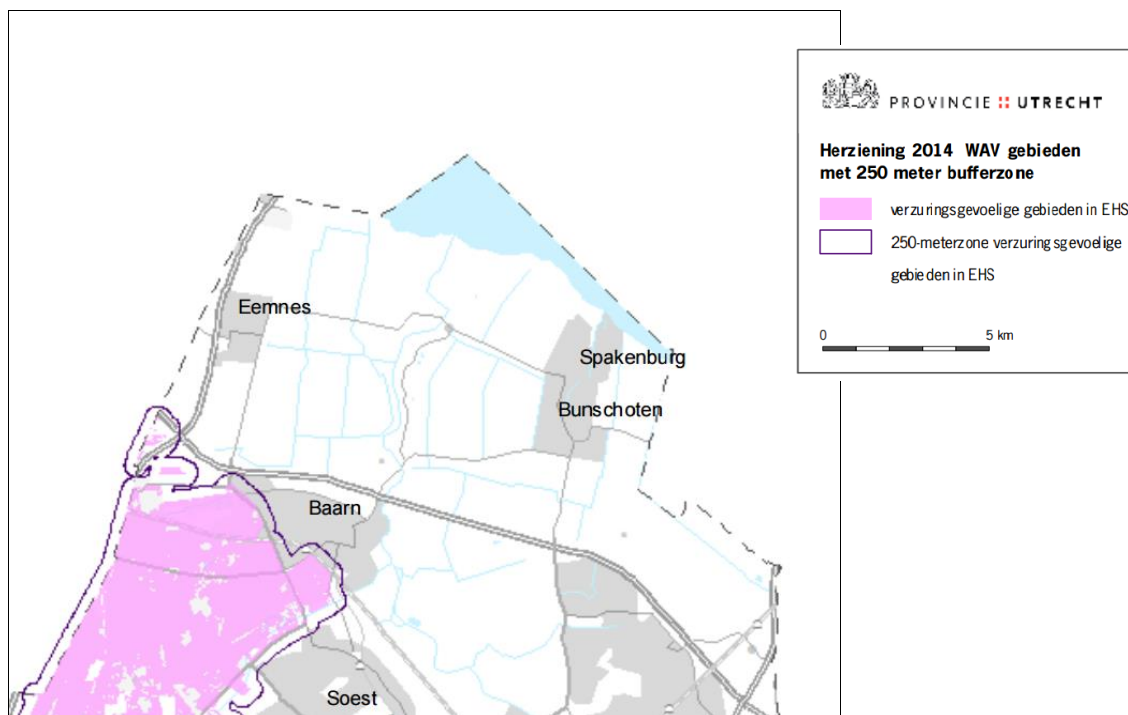 PROVINCIE :: UTRECHT
Herziening 2014 WAV gebieden
met 250 meter bufferzone
verzuringsgevoelige gebieden in EHS
250-meterzone verzuringsgevoelige
gebieden in EHS
0 5 km
Eemnes
Spakenburg
Bunschoten
Baarn
Soest